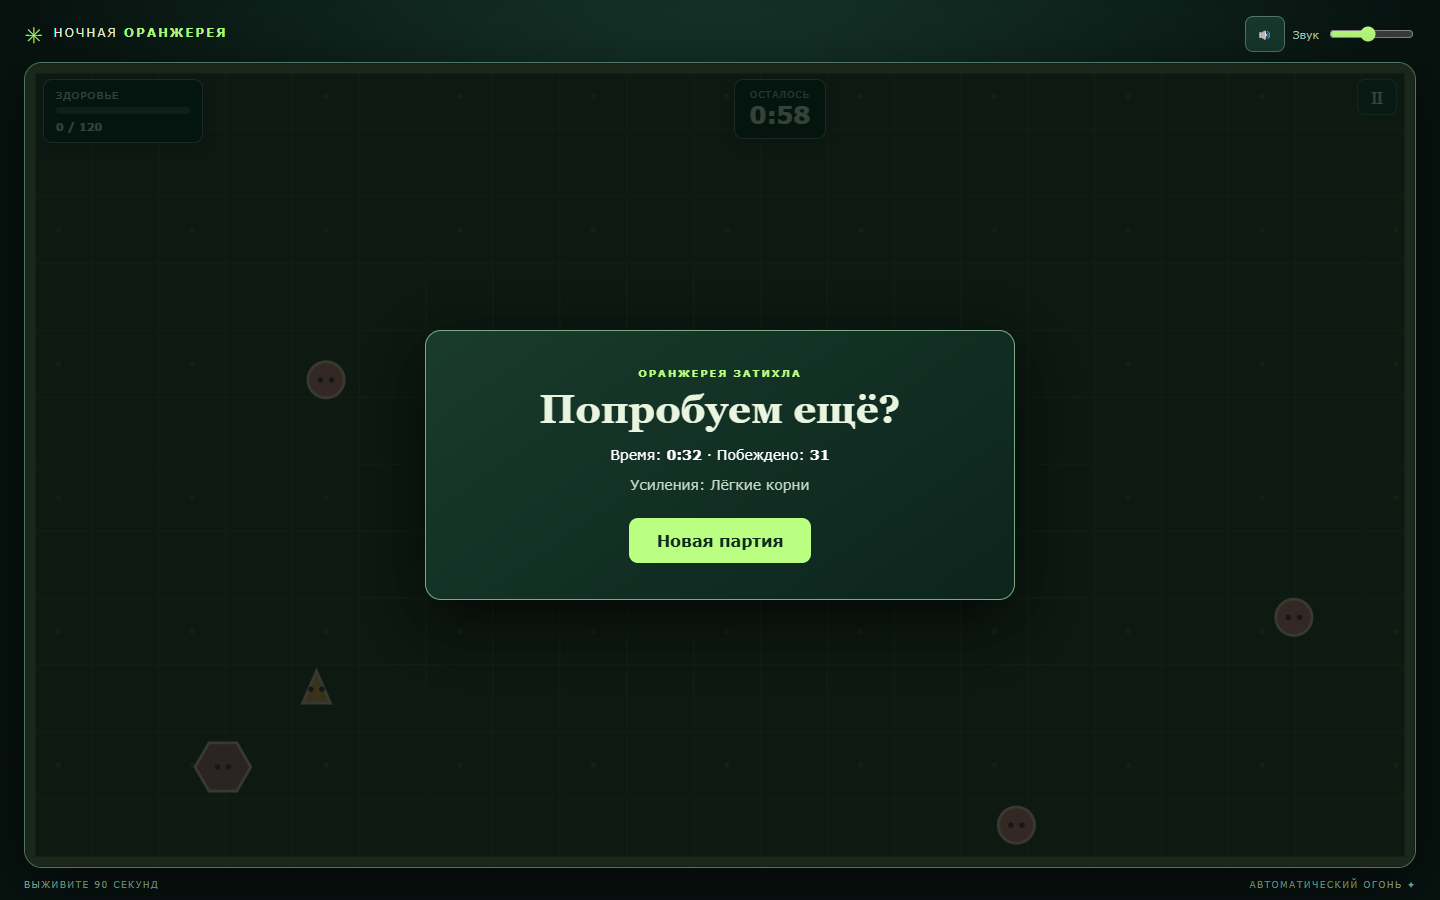 НОЧНАЯ ОРАНЖЕРЕЯ
Звук
ЗДОРОВЬЕ
0 / 120
ОСТАЛОСЬ
0:58
II
ОРАНЖЕРЕЯ ЗАТИХЛА
Попробуем ещё?
Время: 0:32 · Побеждено: 31
Усиления: Лёгкие корни
Новая партия
ВЫЖИВИТЕ 90 СЕКУНД
АВТОМАТИЧЕСКИЙ ОГОНЬ ✦